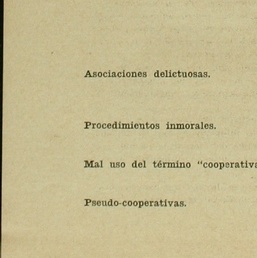 Asociaciones delictuosas.
Procedimientos inmorales.
Mal uso del término “cooperativa
Pseudo-cooperativas.